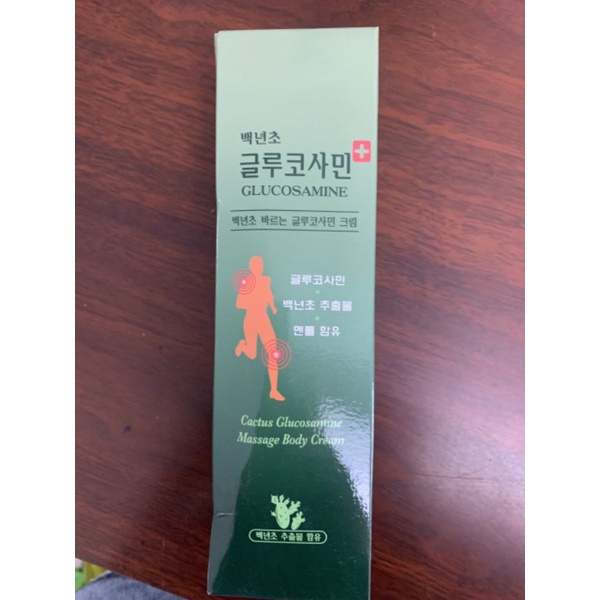 백년초
글루코사민
GLUCOSAMINE
백년초 바르는 글루코사민 크림
글루코사민
백년초 추출물
멘톨 함유
Cactus Glucosamine
Massage Body Cream
백년초 추출물 함유